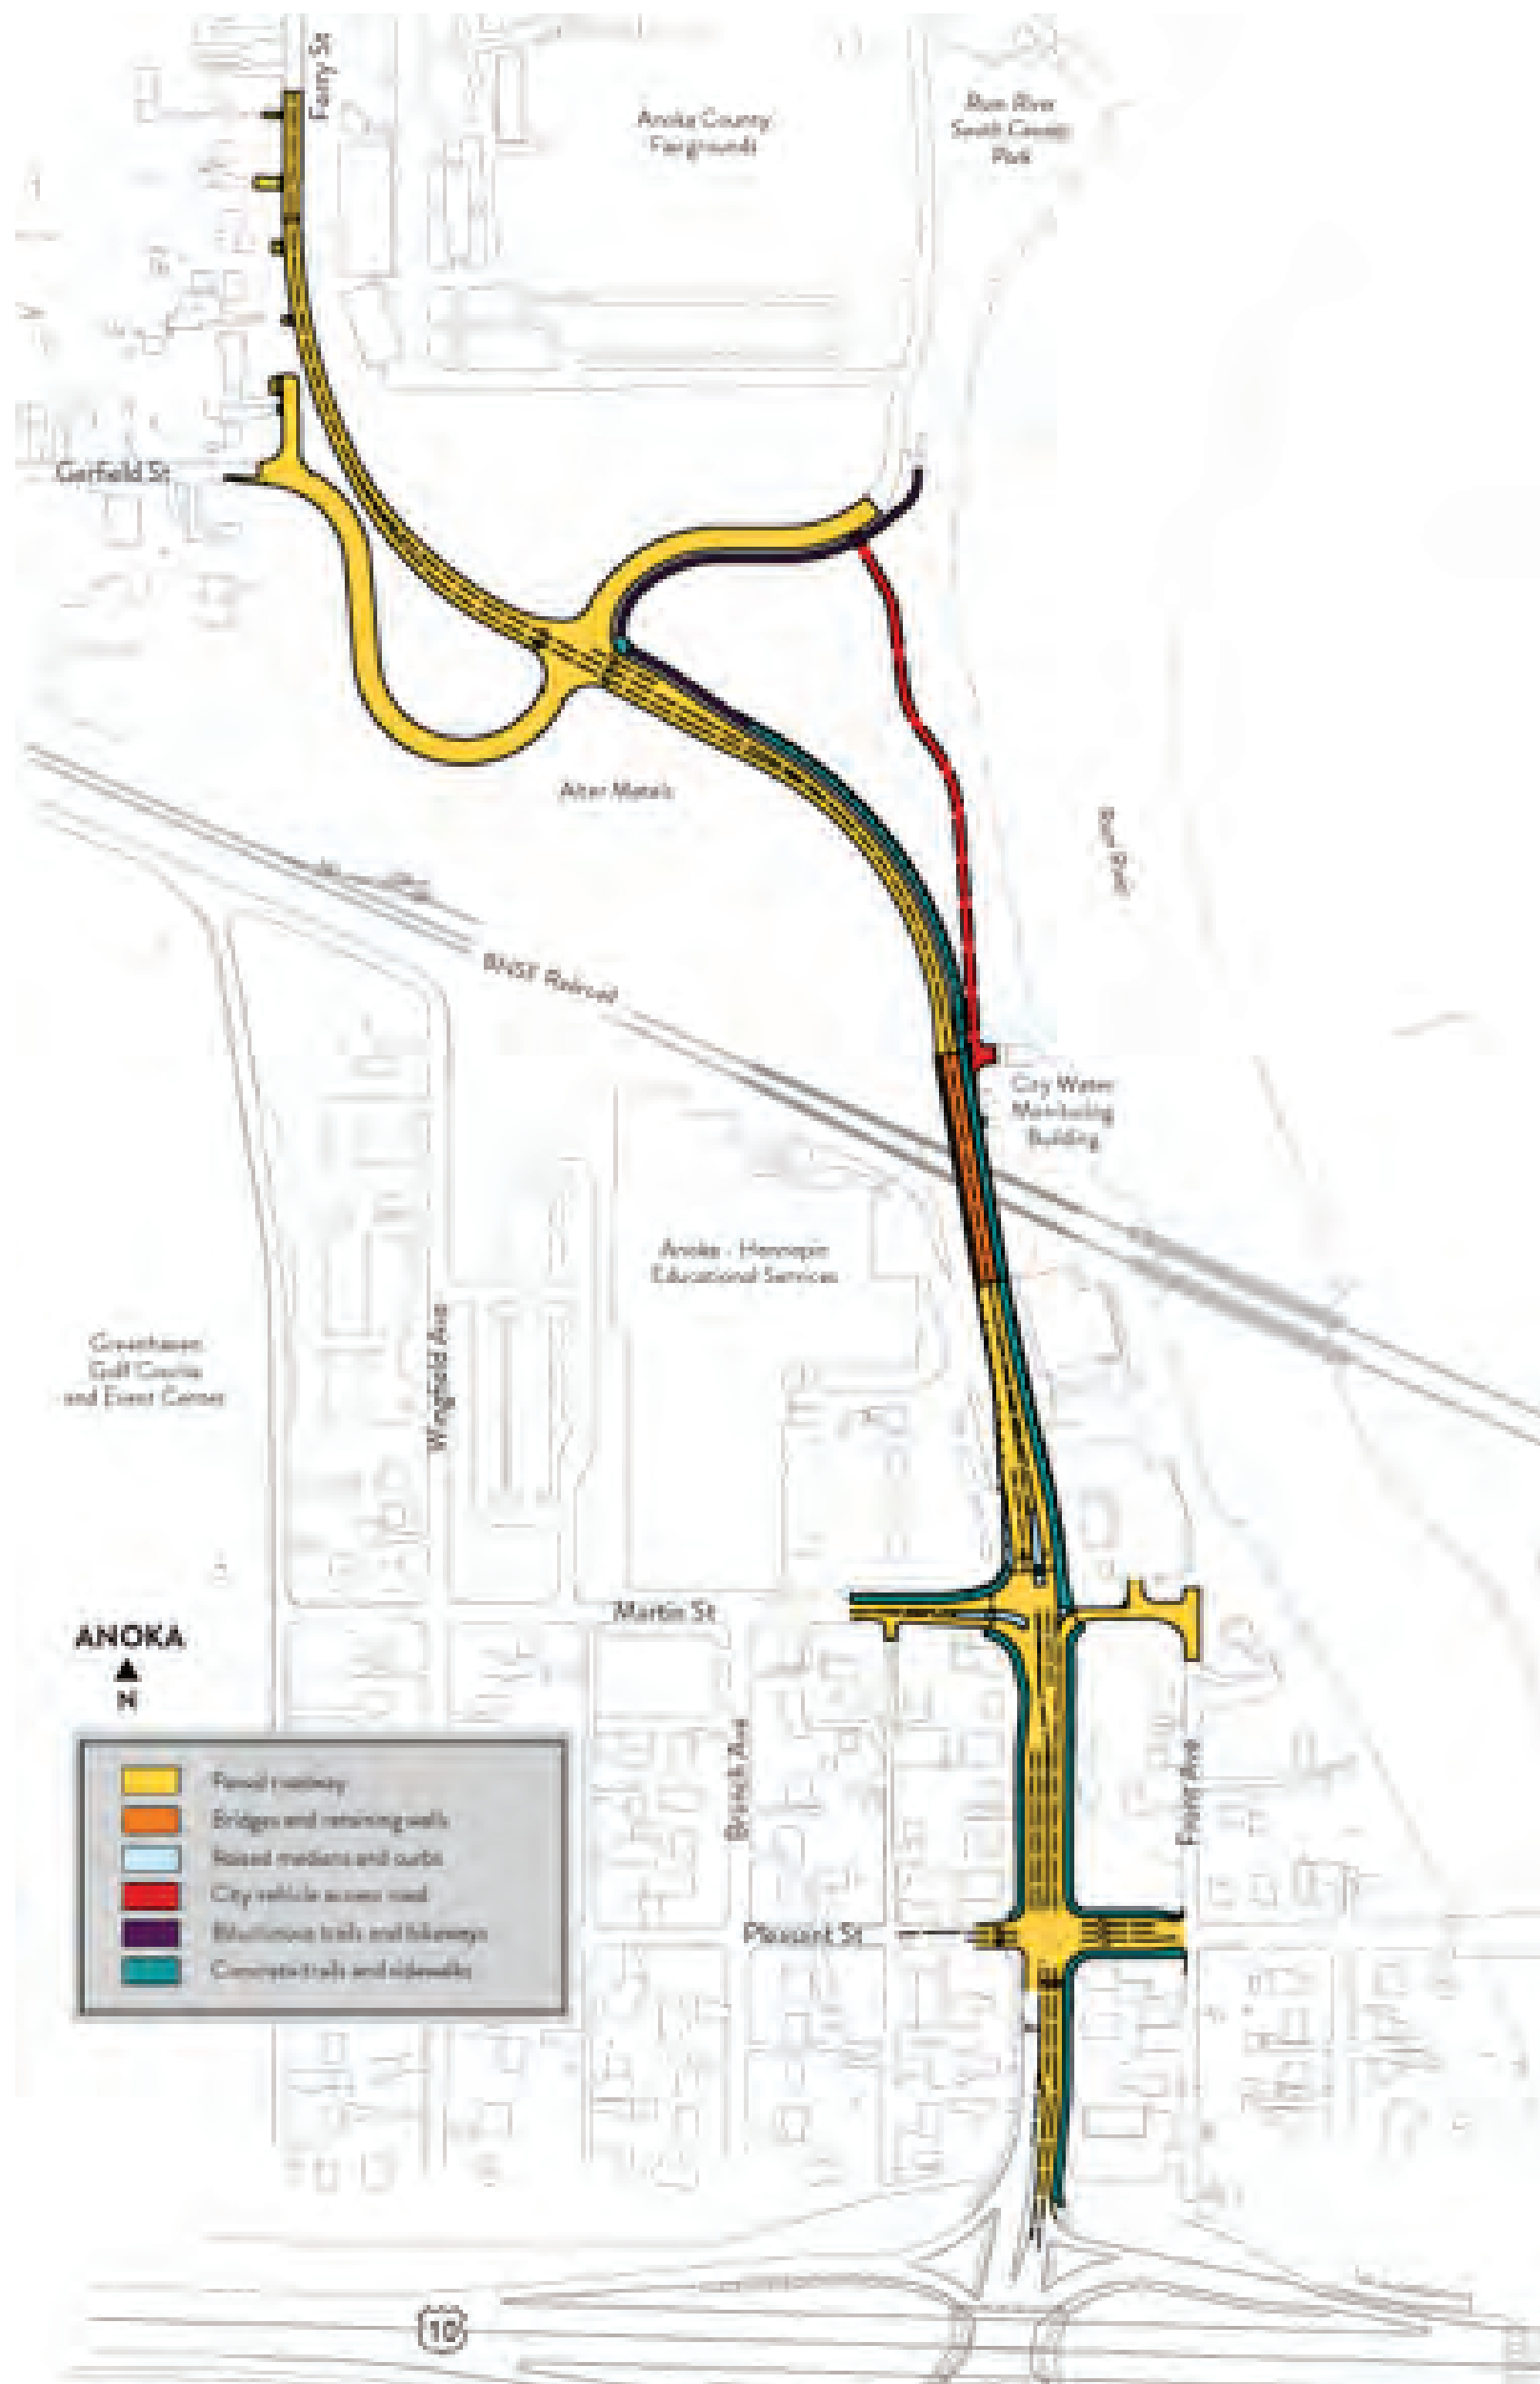 Ferry St
Anoka County
Fairgrounds
Rum River
South County
Park
Garfield St
Alter Metals
Rum River
BNSF Railroad
City Water
Monitoring
Building
Anoka - Hennepin
Educational Services
Greenhaven
Golf Course
and Event Center
Wingfield Ave
Martin St
ANOKA
N
Branch Ave
Pleasant St
Paved roadway
Bridges and retaining walls
Raised medians and curbs
City vehicle access road
Bituminous trails and bikeways
Concrete trails and sidewalks
10